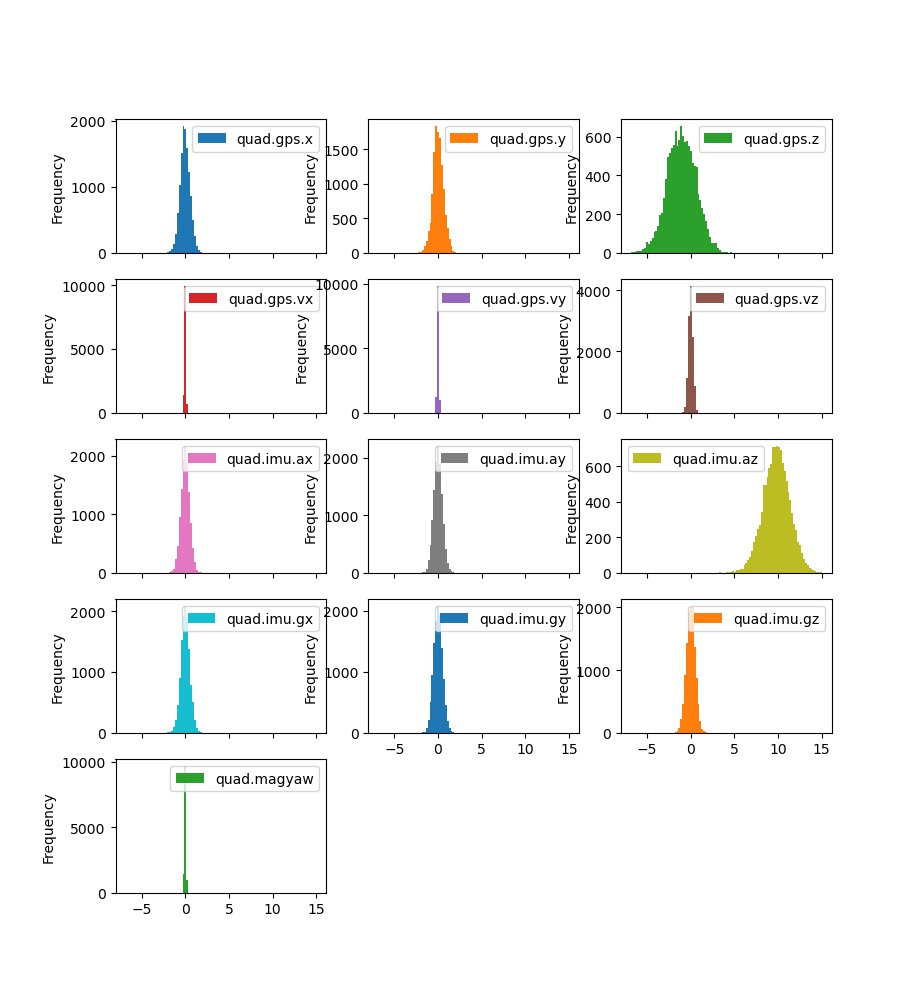 2000
1000
0
Frequency
quad.gps.x
1500
1000
500
0
Frequency
quad.gps.y
600
400
200
0
Frequency
quad.gps.z
10000
5000
0
Frequency
quad.gps.vx
10000
5000
0
Frequency
quad.gps.vy
4000
2000
0
Frequency
quad.gps.vz
2000
1000
0
Frequency
quad.imu.ax
2000
1000
0
Frequency
quad.imu.ay
600
400
200
0
Frequency
quad.imu.az
2000
1000
0
Frequency
quad.imu.gx
2000
1000
0
Frequency
quad.imu.gy
−5 0 5 10 15
2000
1000
0
Frequency
quad.imu.gz
−5 0 5 10 15
10000
5000
0
Frequency
quad.magyaw
−5 0 5 10 15